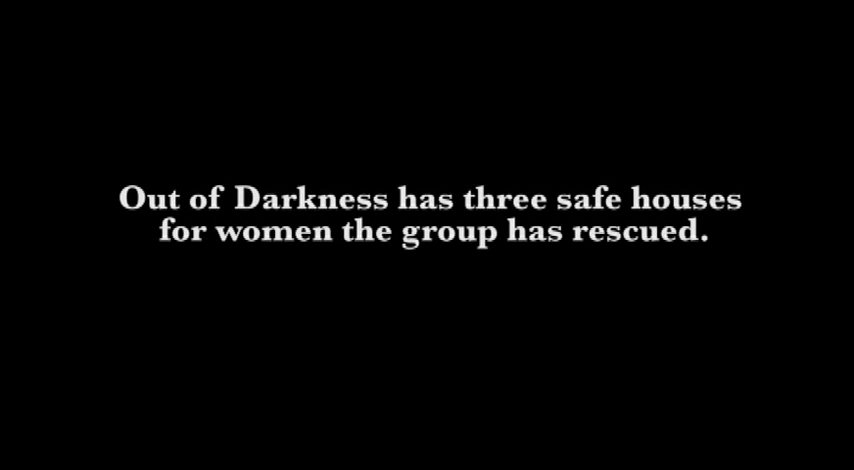 Out of Darkness has three safe houses
for women the group has rescued.